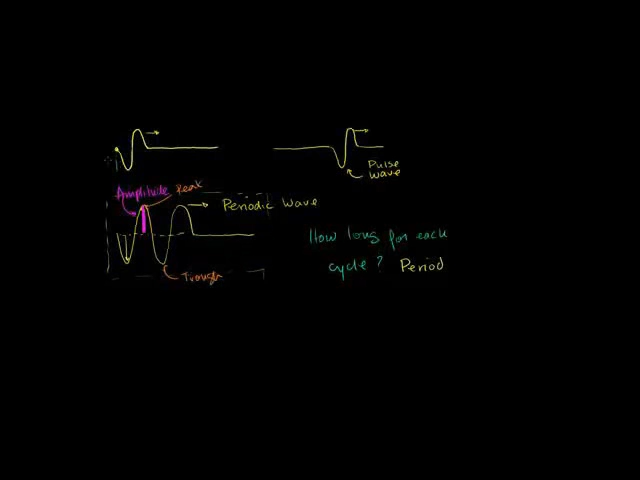 Pulse
wave
Amplitude Peak
Periodic Wave
How long for each
cycle? Period
Trough